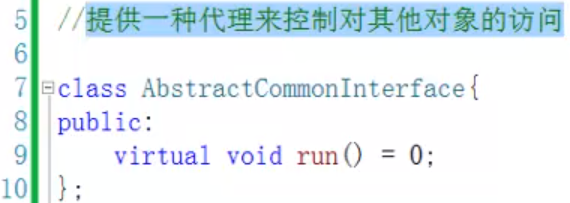 5 //提供一种代理来控制对其他对象的访问
6
7 class AbstractCommonInterface{
8 public:
9 virtual void run() = 0;
10 };